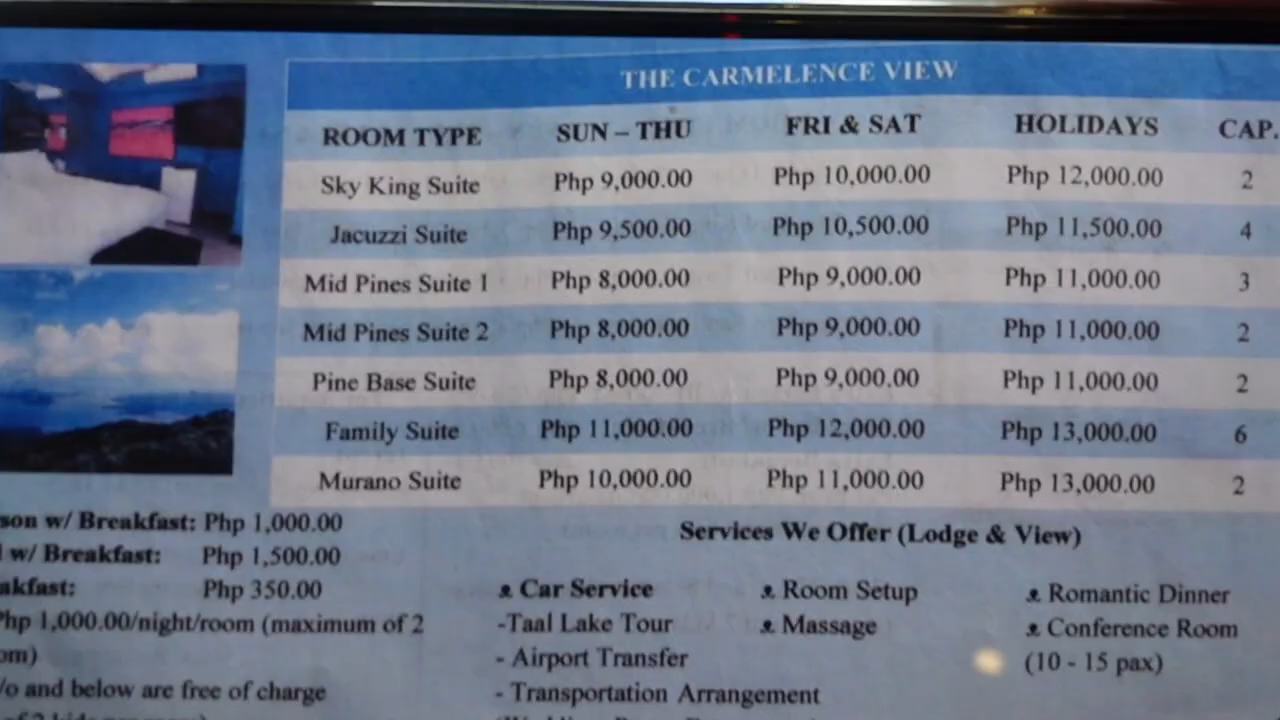 THE CARMELENCE VIEW
ROOM TYPE SUN – THU FRI & SAT HOLIDAYS CAP.
Sky King Suite Php 9,000.00 Php 10,000.00 Php 12,000.00 2
Jacuzzi Suite Php 9,500.00 Php 10,500.00 Php 11,500.00 4
Mid Pines Suite 1 Php 8,000.00 Php 9,000.00 Php 11,000.00 3
Mid Pines Suite 2 Php 8,000.00 Php 9,000.00 Php 11,000.00 2
Pine Base Suite Php 8,000.00 Php 9,000.00 Php 11,000.00 2
Family Suite Php 11,000.00 Php 12,000.00 Php 13,000.00 6
Murano Suite Php 10,000.00 Php 11,000.00 Php 13,000.00 2
son w/ Breakfast: Php 1,000.00
w/ Breakfast: Php 1,500.00
akfast: Php 350.00
Php 1,000.00/night/room (maximum of 2
om)
/o and below are free of charge
Services We Offer (Lodge & View)
Car Service
-Taal Lake Tour
- Airport Transfer
- Transportation Arrangement
Room Setup
Massage
Romantic Dinner
Conference Room
(10 - 15 pax)